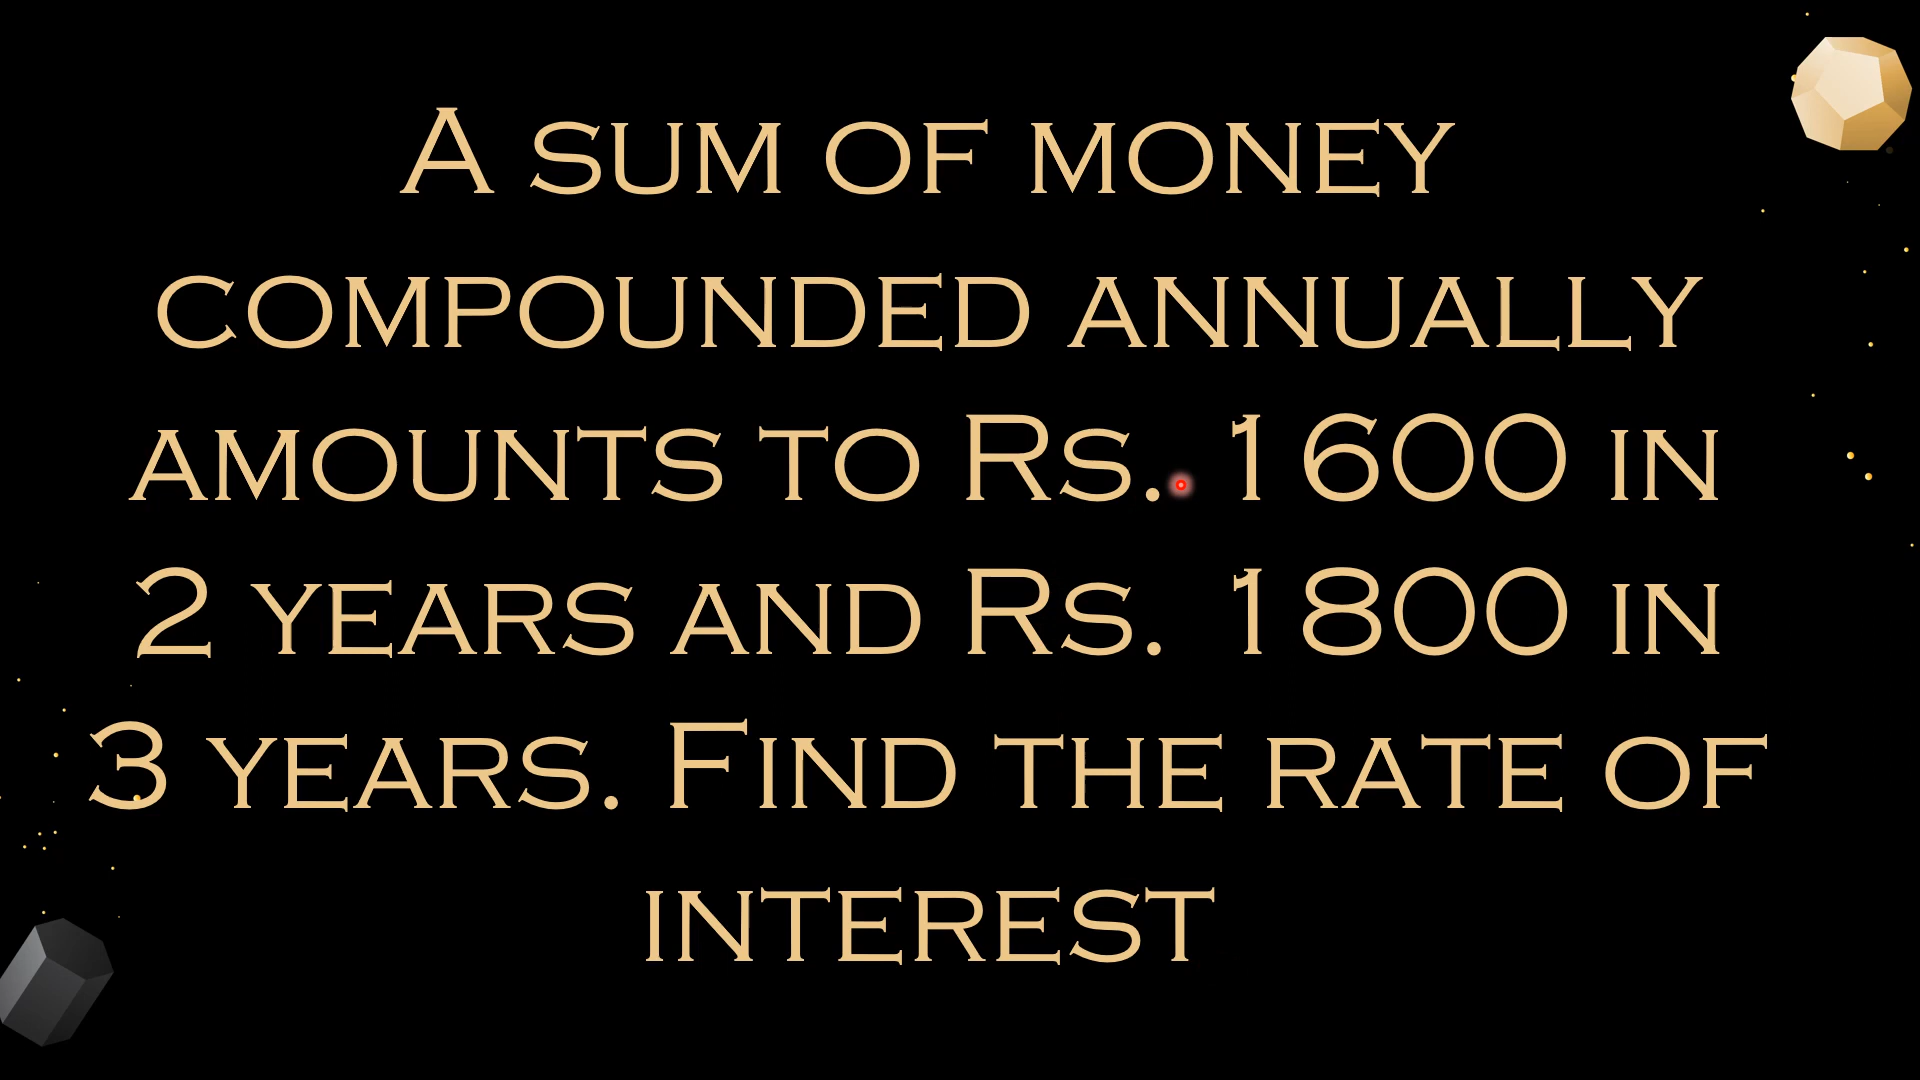 A sum of money
compounded annually
amounts to Rs. 1600 in
2 years and Rs. 1800 in
3 years. Find the rate of
interest